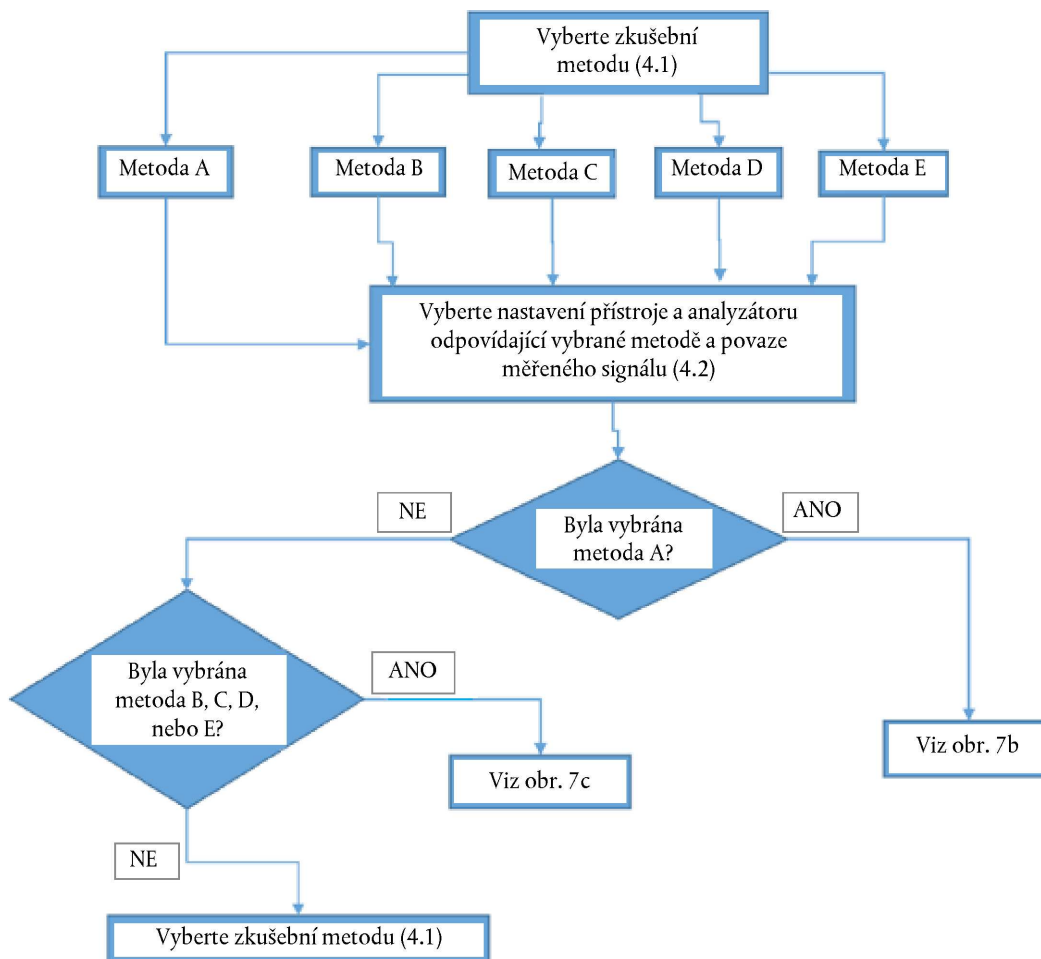 Vyberte zkušební
metodu (4.1)
Metoda A
Metoda B
Metoda C
Metoda D
Metoda E
Vyberte nastavení přístroje a analyzátoru
odpovídající vybrané metodě a povaze
měřeného signálu (4.2)
NE
ANO
Byla vybrána
metoda A?
Byla vybrána
metoda B, C, D,
nebo E?
ANO
Viz obr. 7c
Viz obr. 7b
NE
Vyberte zkušební metodu (4.1)